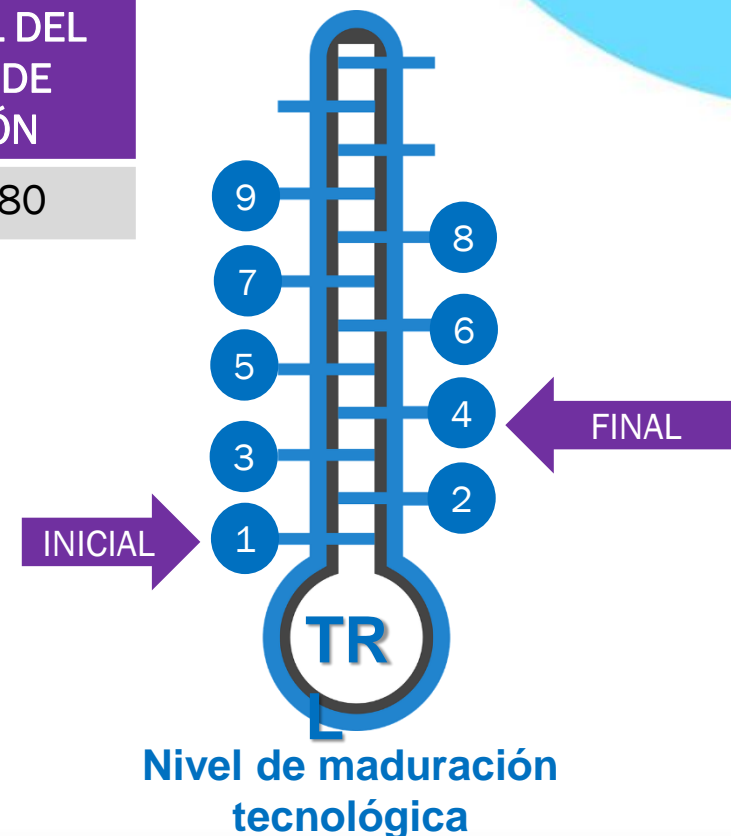 DEL
DE
ÓN
80
9
8
7
6
5
4
FINAL
3
2
INICIAL
1
TR
L
Nivel de maduración
tecnológica